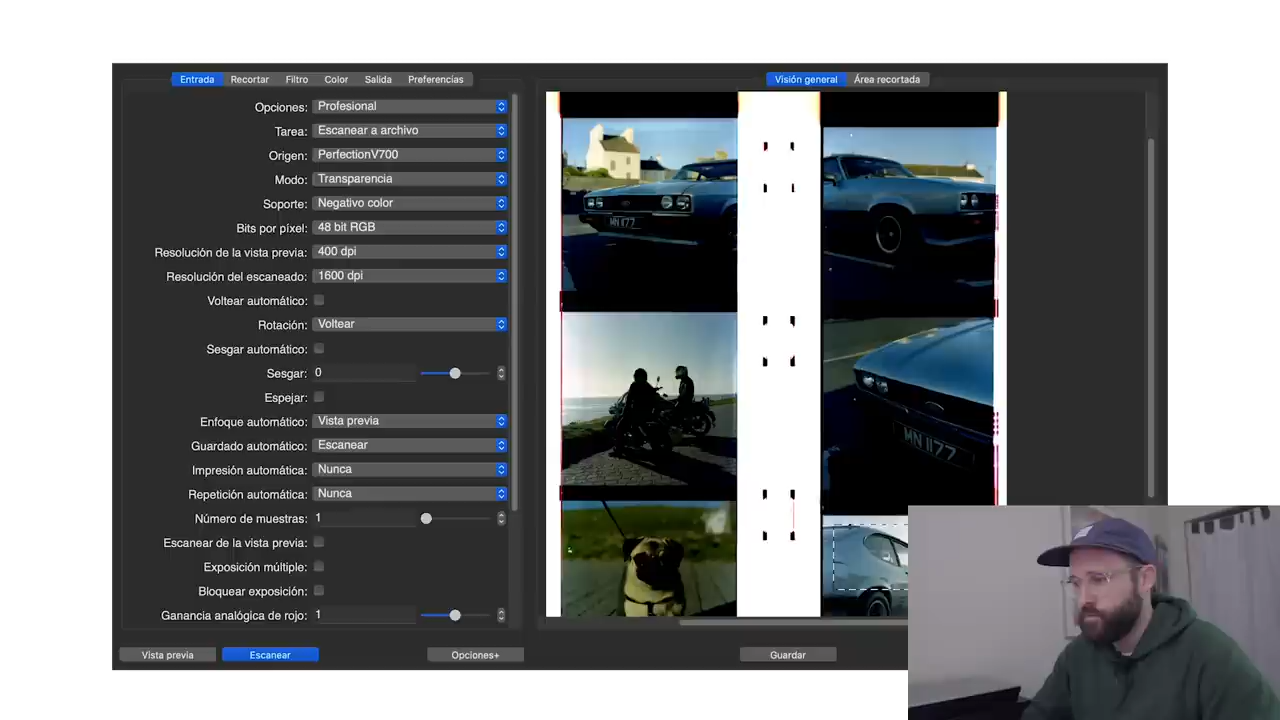 Entrada Recortar Filtro Color Salida Preferencias
Visión general Área recortada
Opciones: Profesional
Tarea: Escanear a archivo
Origen: PerfectionV700
Modo: Transparencia
Soporte: Negativo color
Bits por píxel: 48 bit RGB
Resolución de la vista previa: 400 dpi
Resolución del escaneado: 1600 dpi
Voltear automático:
Rotación: Voltear
Sesgar automático:
Sesgar: 0
Espejar:
Enfoque automático: Vista previa
Guardado automático: Escanear
Impresión automática: Nunca
Repetición automática: Nunca
Número de muestras: 1
Escanear de la vista previa:
Exposición múltiple:
Bloquear exposición:
Ganancia analógica de rojo: 1
Vista previa Escanear Opciones+ Guardar
MN 1177
MN 1177